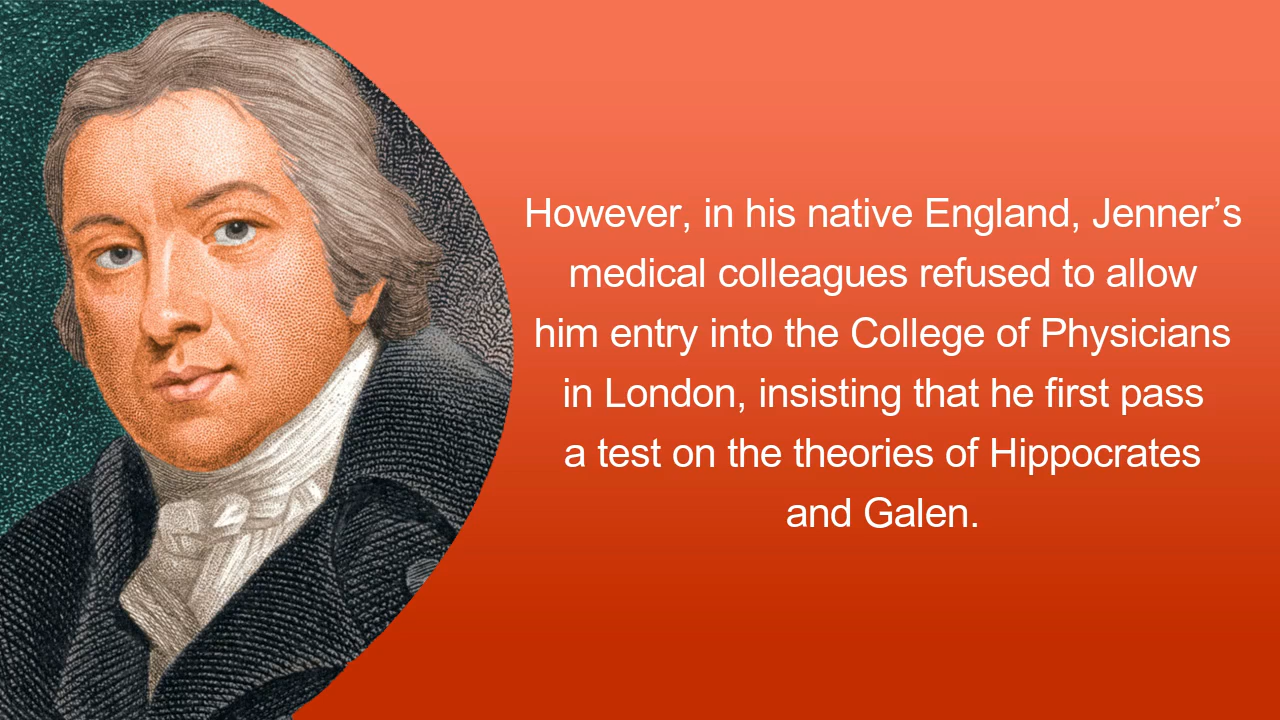 However, in his native England, Jenner’s
medical colleagues refused to allow
him entry into the College of Physicians
in London, insisting that he first pass
a test on the theories of Hippocrates
and Galen.